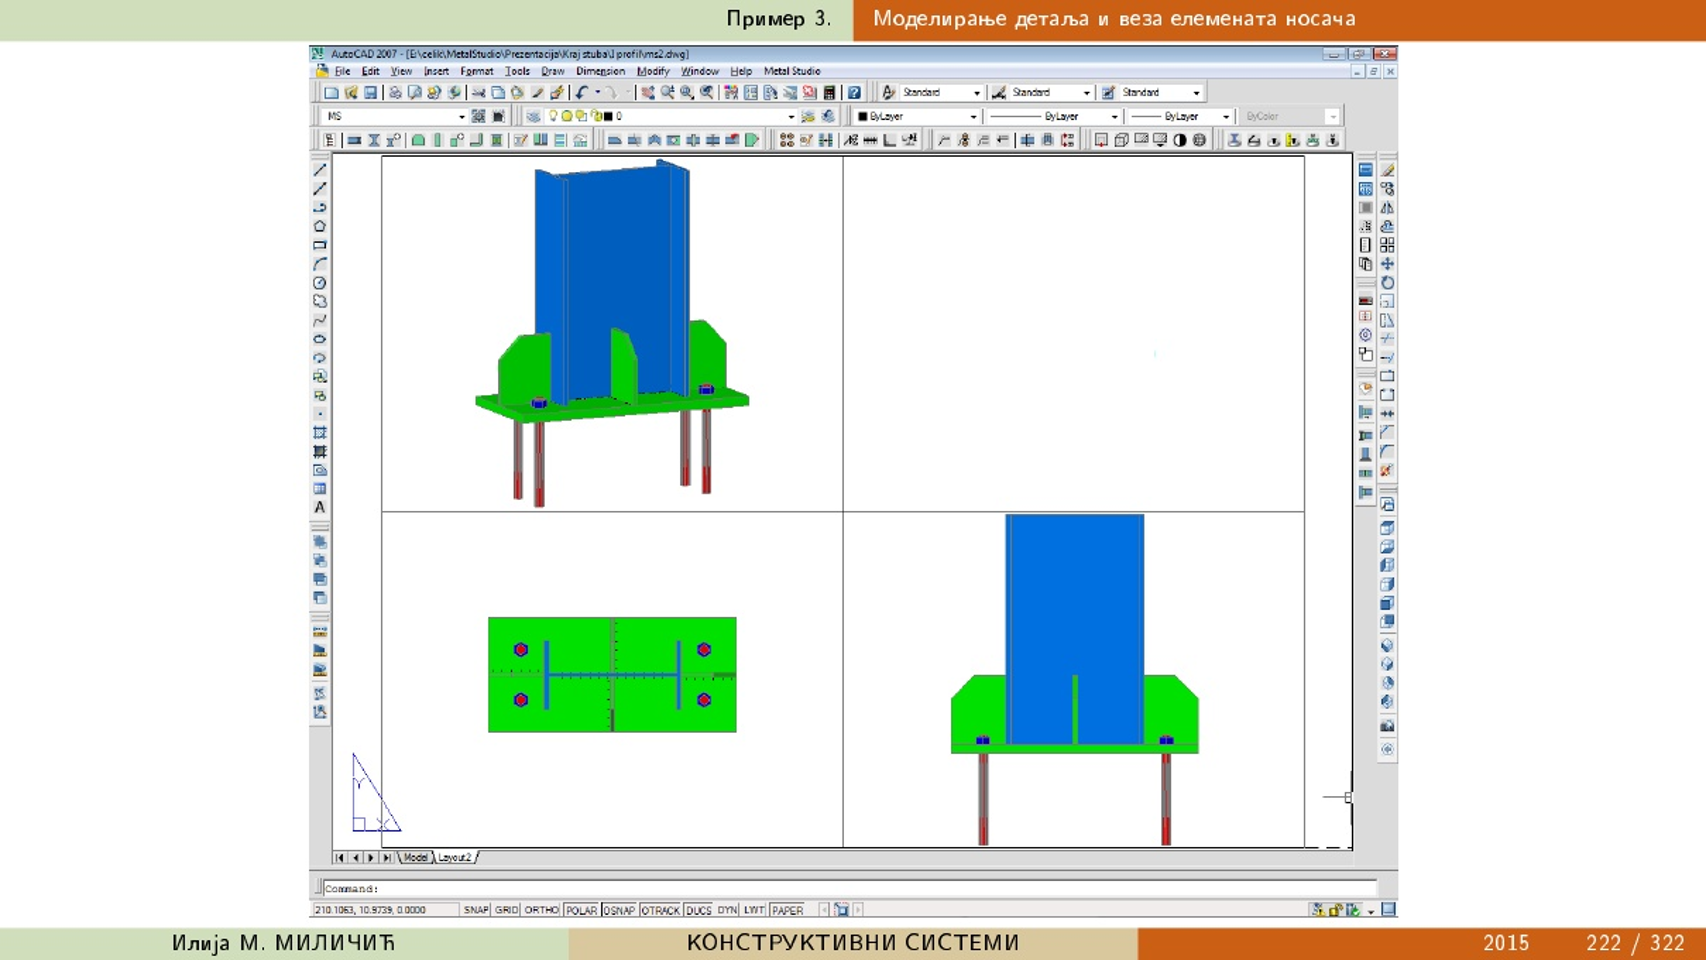 Пример 3.
Моделирање детаља и веза елемената носача
AutoCAD 2007 - [E:\celik\MetalStudio\Prezentacija\Kraj stuba\I profil\ms2.dwg]
File Edit View Insert Format Tools Draw Dimension Modify Window Help Metal Studio
Standard Standard Standard
MS 0 ByLayer ByLayer ByLayer ByColor
A
Y
X
Model Layout2
Command:
210.1063, 10.9739, 0.0000 SNAP GRID ORTHO POLAR OSNAP OTRACK DUCS DYN LWT PAPER
Илија М. МИЛИЧИЋ
КОНСТРУКТИВНИ СИСТЕМИ
2015 222 / 322